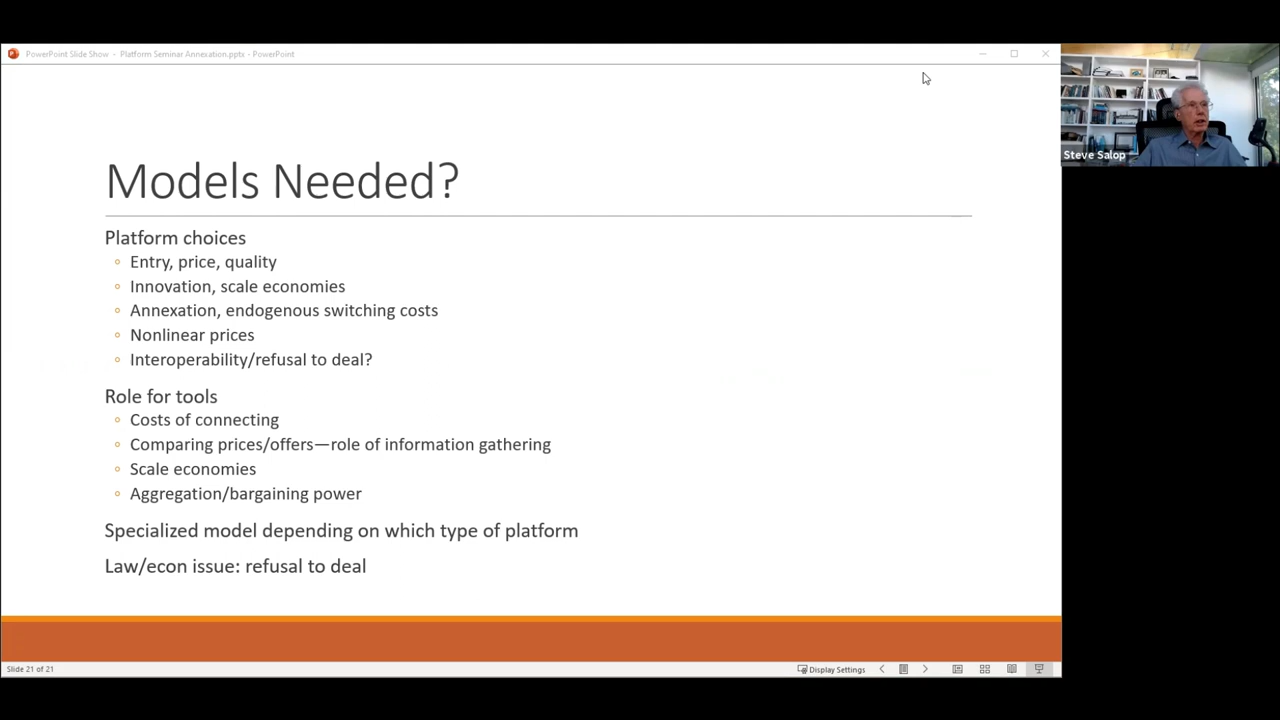 PowerPoint Slide Show - Platform Seminar Annexation.pptx - PowerPoint
Steve Salop
Models Needed?
Platform choices
Entry, price, quality
Innovation, scale economies
Annexation, endogenous switching costs
Nonlinear prices
Interoperability/refusal to deal?
Role for tools
Costs of connecting
Comparing prices/offers—role of information gathering
Scale economies
Aggregation/bargaining power
Specialized model depending on which type of platform
Law/econ issue: refusal to deal
Slide 21 of 21
Display Settings